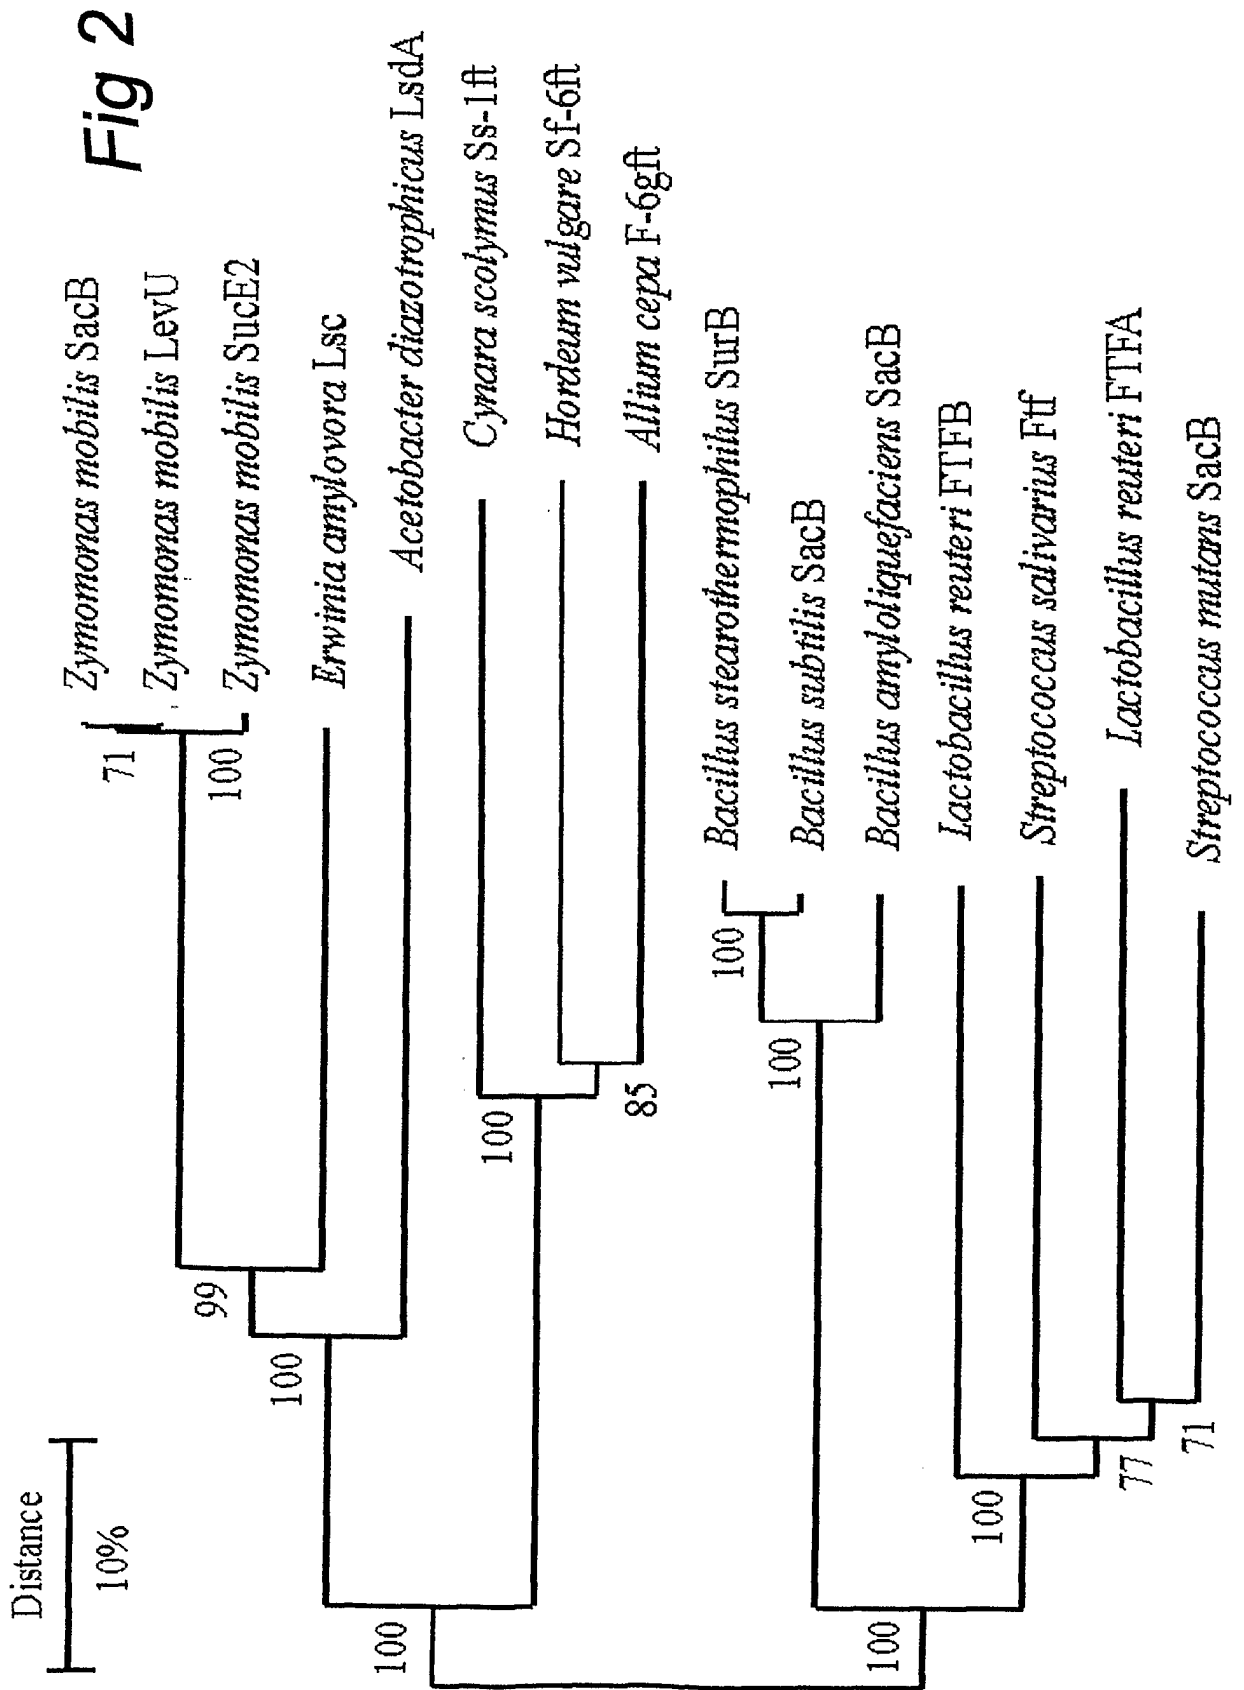 Fig 2
Distance
10%
Zymomonas mobilis SacB
Zymomonas mobilis LevU
Zymomonas mobilis SucE2
Erwinia amylovora Lsc
Acetobacter diazotrophicus LsdA
Cynara scolymus Ss-1ft
Hordeum vulgare Sf-6ft
Allium cepa F-6gft
Bacillus stearothermophilus SurB
Bacillus subtilis SacB
Bacillus amyloliquefaciens SacB
Lactobacillus reuteri FTFB
Streptococcus salivarius Ftf
Lactobacillus reuteri FTFA
Streptococcus mutans SacB
71
100
99
100
100
85
100
100
100
100
100
77
71